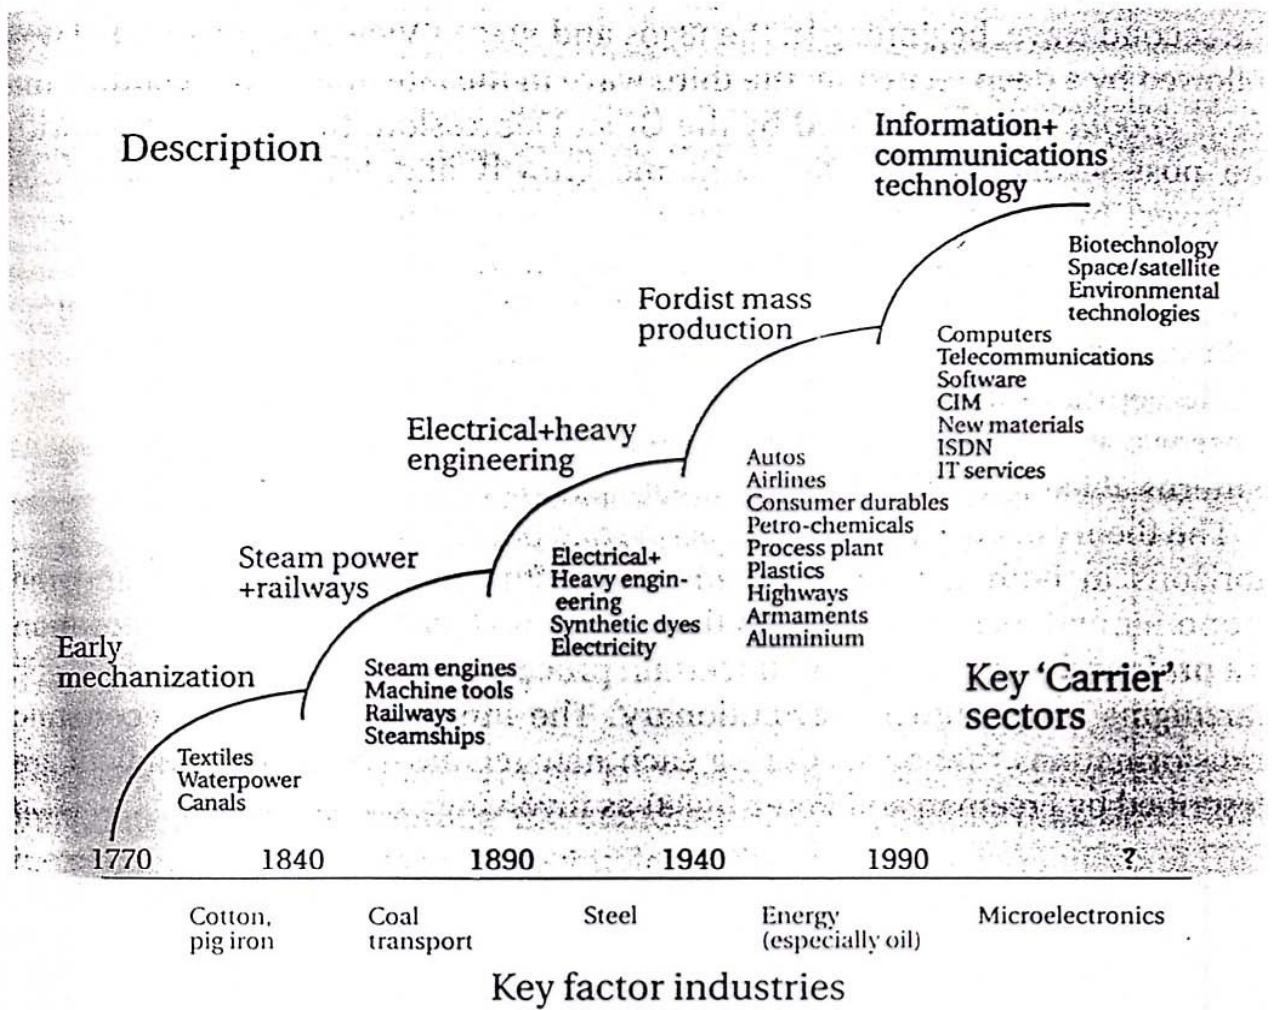 Description
Information+
communications
technology
Biotechnology
Space/satellite
Environmental
technologies
Fordist mass
production
Computers
Telecommunications
Software
CIM
New materials
ISDN
IT services
Electrical+heavy
engineering
Autos
Airlines
Consumer durables
Petro-chemicals
Process plant
Plastics
Highways
Armaments
Aluminium
Steam power
+railways
Electrical+
Heavy engin-
eering
Synthetic dyes
Electricity
Early
mechanization
Steam engines
Machine tools
Railways
Steamships
Key 'Carrier'
sectors
Textiles
Waterpower
Canals
1770 1840 1890 1940 1990 ?
Cotton,
pig iron
Coal
transport
Steel
Energy
(especially oil)
Microelectronics
Key factor industries